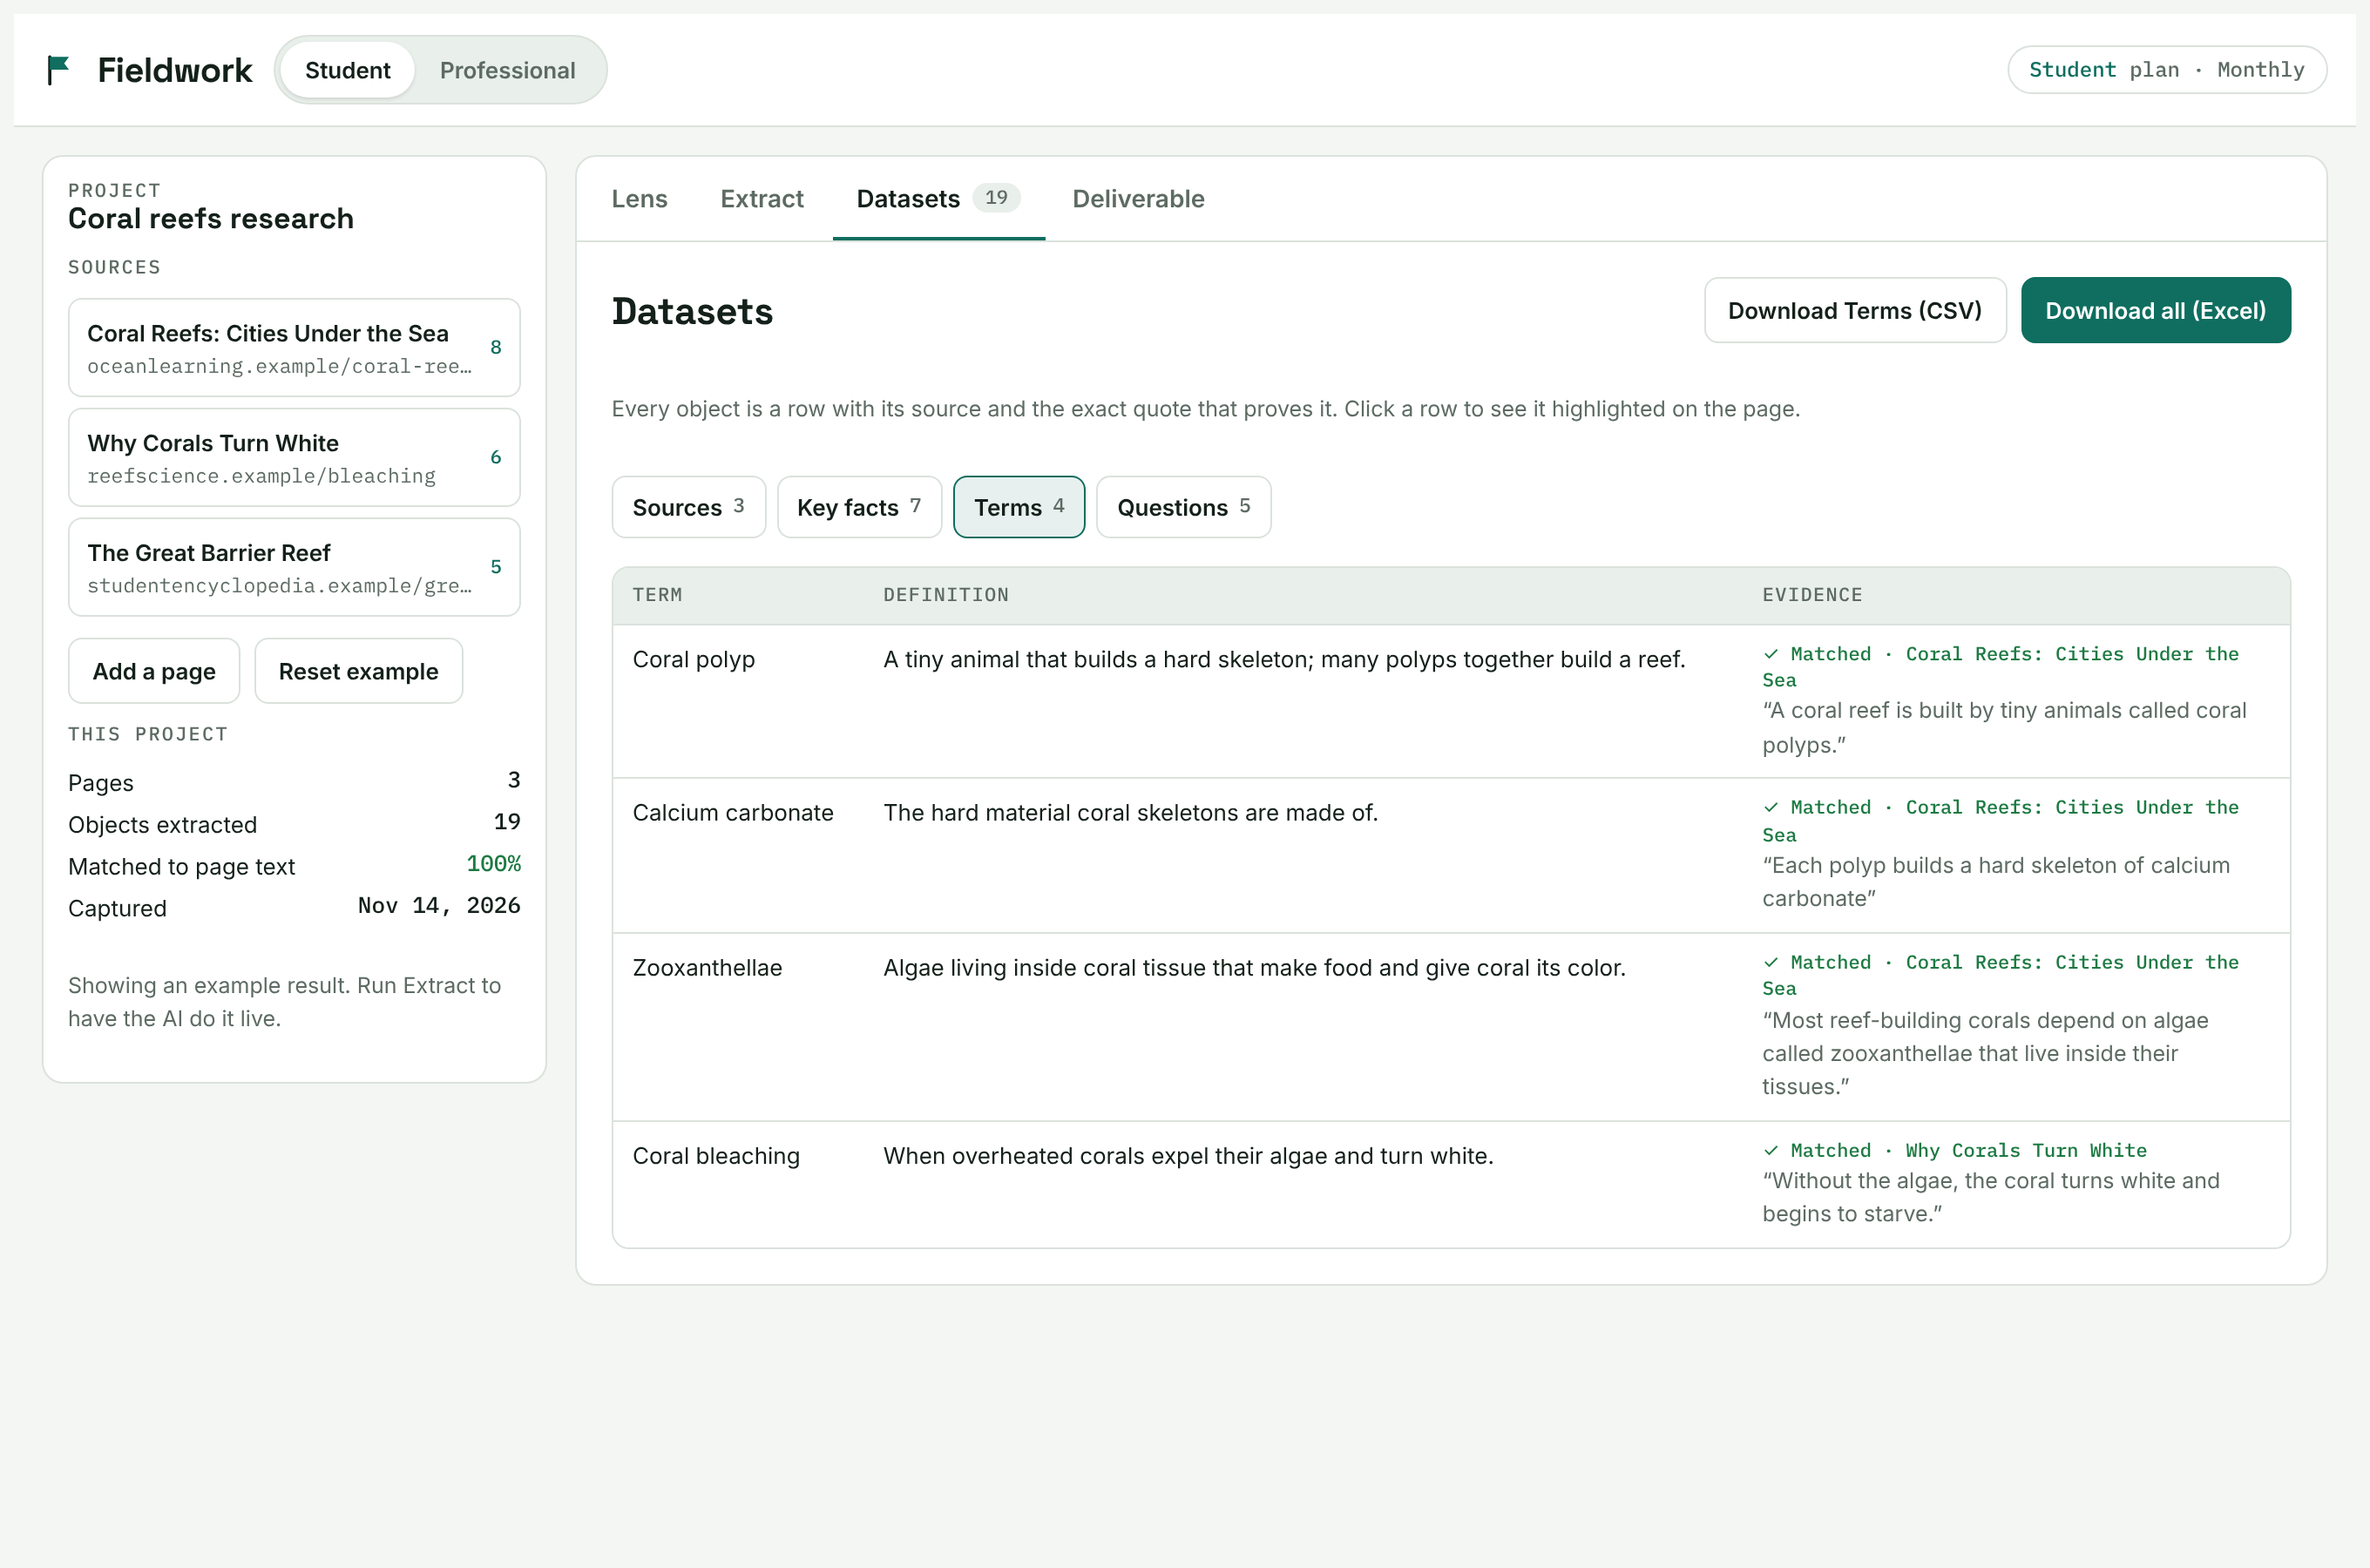 Fieldwork
Student
Professional
Student plan · Monthly
PROJECT
Coral reefs research
SOURCES
Coral Reefs: Cities Under the Sea
oceanlearning.example/coral-ree…
8
Why Corals Turn White
reefscience.example/bleaching
6
The Great Barrier Reef
studentencyclopedia.example/gre…
5
Add a page
Reset example
THIS PROJECT
Pages 3
Objects extracted 19
Matched to page text 100%
Captured Nov 14, 2026
Showing an example result. Run Extract to
have the AI do it live.
Lens
Extract
Datasets 19
Deliverable
Datasets
Download Terms (CSV)
Download all (Excel)
Every object is a row with its source and the exact quote that proves it. Click a row to see it highlighted on the page.
Sources 3
Key facts 7
Terms 4
Questions 5
TERM
DEFINITION
EVIDENCE
Coral polyp
A tiny animal that builds a hard skeleton; many polyps together build a reef.
✓ Matched · Coral Reefs: Cities Under the
Sea
“A coral reef is built by tiny animals called coral
polyps.”
Calcium carbonate
The hard material coral skeletons are made of.
✓ Matched · Coral Reefs: Cities Under the
Sea
“Each polyp builds a hard skeleton of calcium
carbonate”
Zooxanthellae
Algae living inside coral tissue that make food and give coral its color.
✓ Matched · Coral Reefs: Cities Under the
Sea
“Most reef-building corals depend on algae
called zooxanthellae that live inside their
tissues.”
Coral bleaching
When overheated corals expel their algae and turn white.
✓ Matched · Why Corals Turn White
“Without the algae, the coral turns white and
begins to starve.”